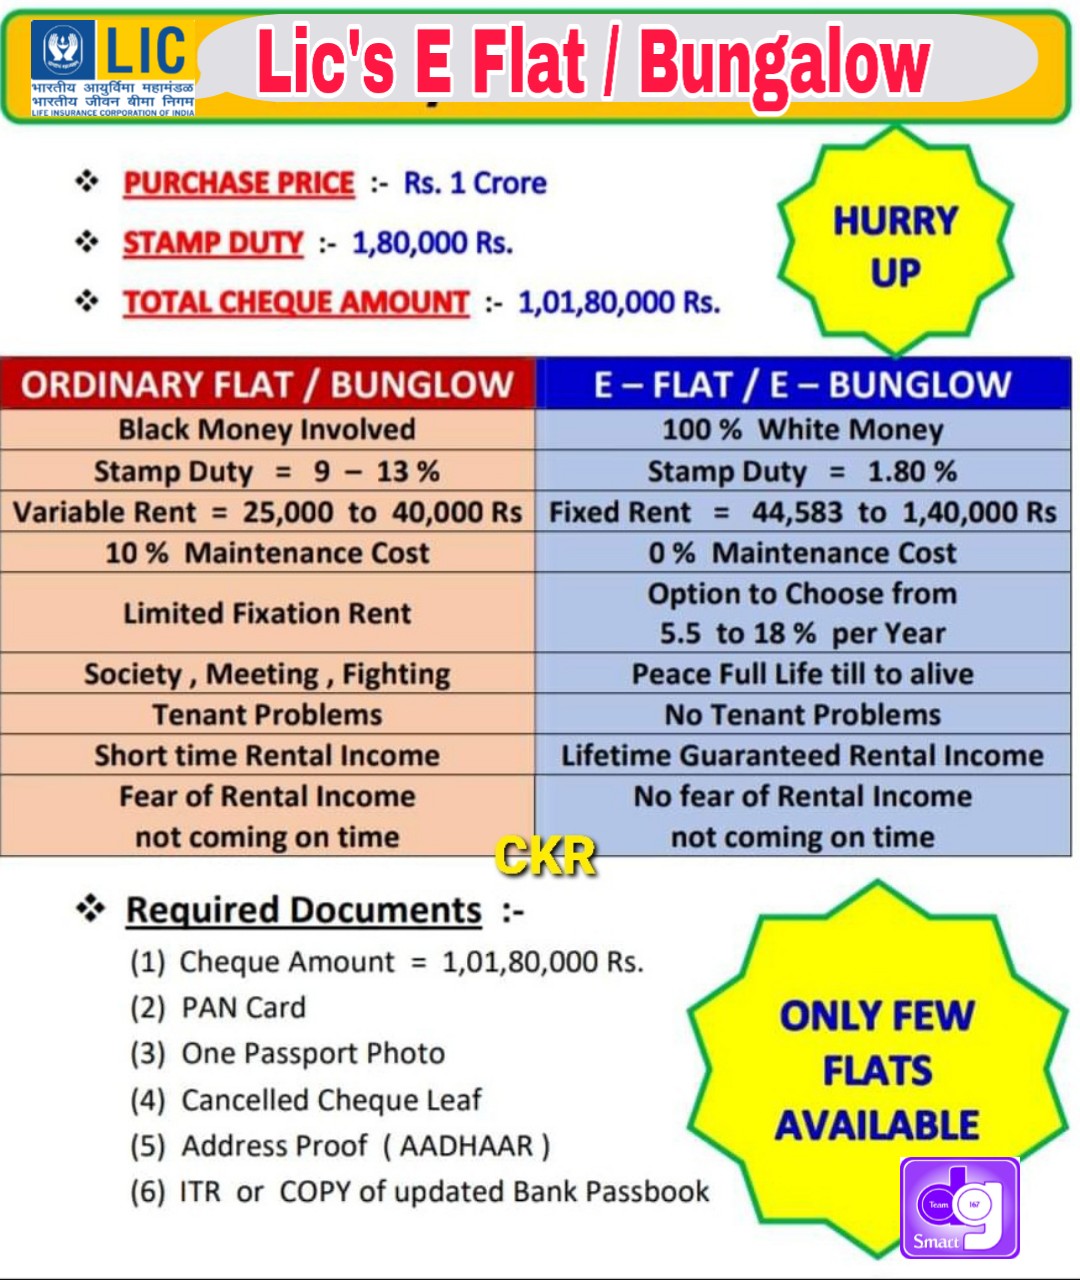 LIC
भारतीय आयुर्विमा महामंडळ
भारतीय जीवन बीमा निगम
LIFE INSURANCE CORPORATION OF INDIA
Lic's E Flat / Bungalow
❖ PURCHASE PRICE :- Rs. 1 Crore
❖ STAMP DUTY :- 1,80,000 Rs.
❖ TOTAL CHEQUE AMOUNT :- 1,01,80,000 Rs.
HURRY
UP
ORDINARY FLAT / BUNGLOW E – FLAT / E – BUNGLOW
Black Money Involved 100 % White Money
Stamp Duty = 9 – 13 % Stamp Duty = 1.80 %
Variable Rent = 25,000 to 40,000 Rs Fixed Rent = 44,583 to 1,40,000 Rs
10 % Maintenance Cost 0 % Maintenance Cost
Limited Fixation Rent
Option to Choose from
5.5 to 18 % per Year
Society , Meeting , Fighting Peace Full Life till to alive
Tenant Problems No Tenant Problems
Short time Rental Income Lifetime Guaranteed Rental Income
Fear of Rental Income
not coming on time
No fear of Rental Income
not coming on time
CKR
❖ Required Documents :-
(1) Cheque Amount = 1,01,80,000 Rs.
(2) PAN Card
(3) One Passport Photo
(4) Cancelled Cheque Leaf
(5) Address Proof ( AADHAAR )
(6) ITR or COPY of updated Bank Passbook
ONLY FEW
FLATS
AVAILABLE
dg
Team 167
Smart